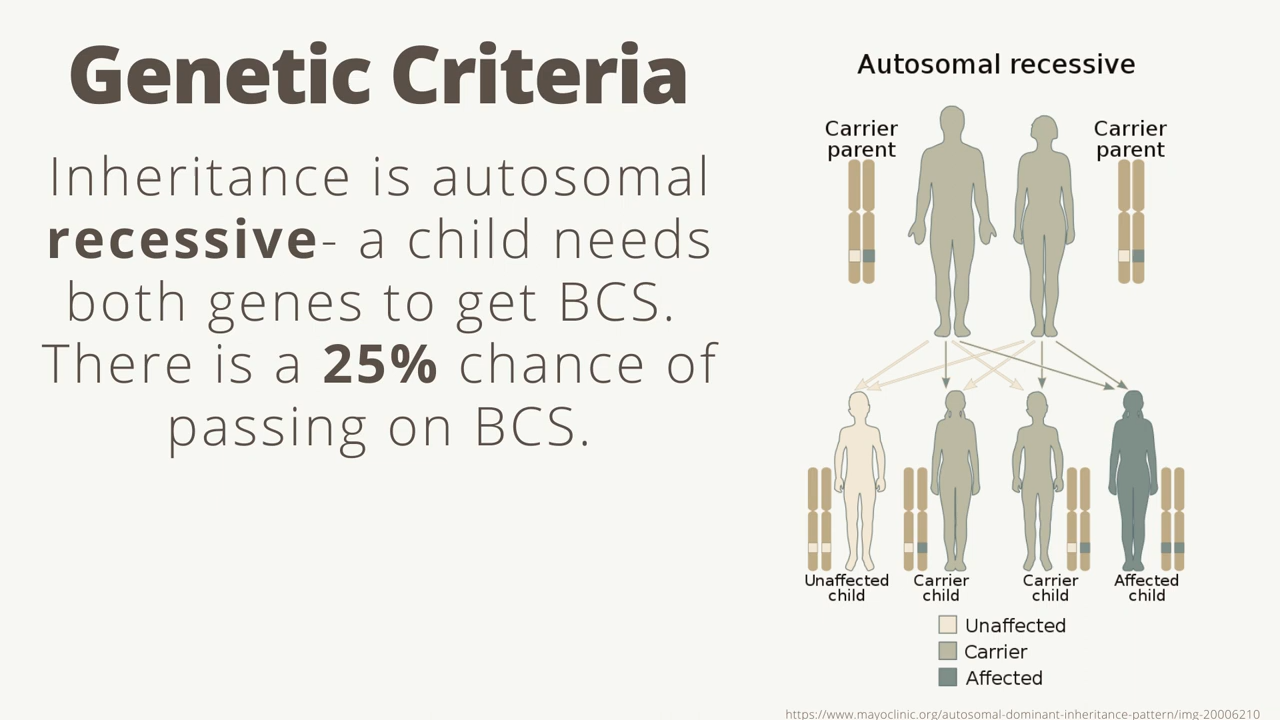 Genetic Criteria
Inheritance is autosomal
recessive- a child needs
both genes to get BCS.
There is a 25% chance of
passing on BCS.
Autosomal recessive
Carrier
parent
Carrier
parent
Unaffected
child
Carrier
child
Carrier
child
Affected
child
Unaffected
Carrier
Affected
https://www.mayoclinic.org/autosomal-dominant-inheritance-pattern/img-20006210